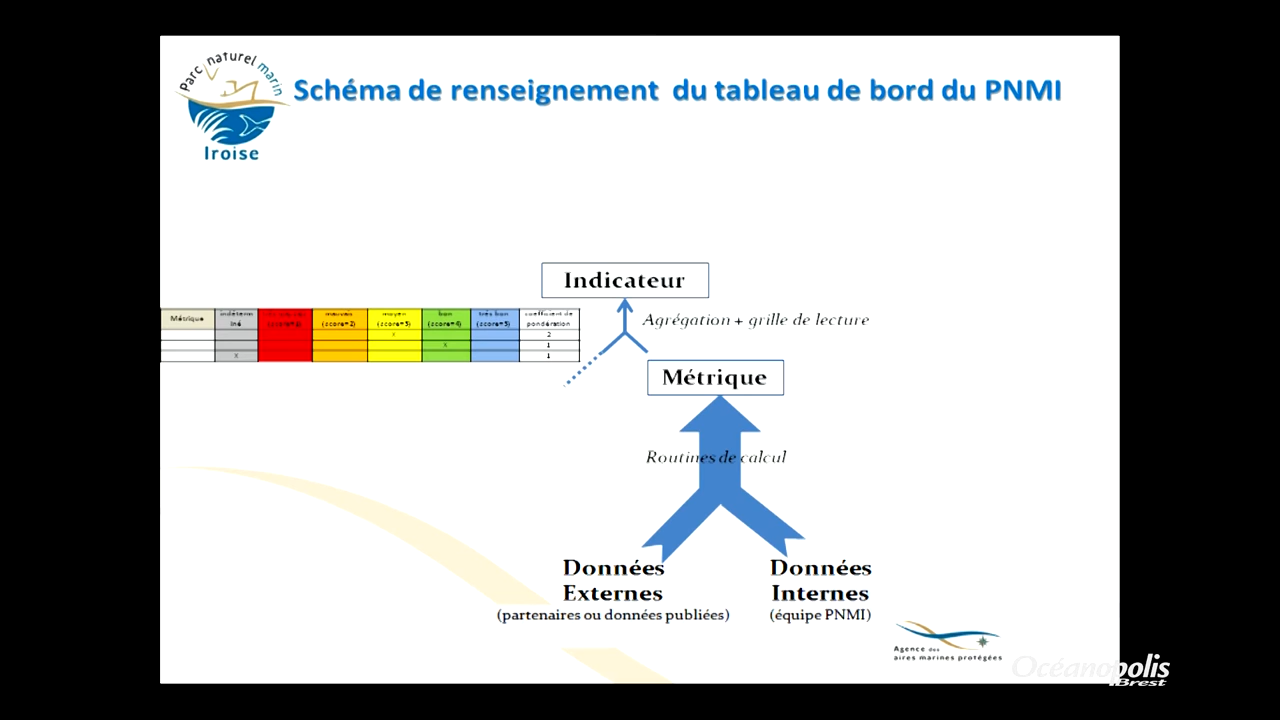 Parc naturel marin
Iroise
Schéma de renseignement du tableau de bord du PNMI
Indicateur
Agrégation + grille de lecture
Métrique
indéterm
iné
mauvais
(score=2)
moyen
(score=3)
bon
(score=4)
très bon
(score=5)
coefficient de
pondération
x
2
x
1
x
1
Métrique
Routines de calcul
Données
Externes
(partenaires ou données publiées)
Données
Internes
(équipe PNMI)
Agence des
aires marines protégées
Océanopolis
Brest